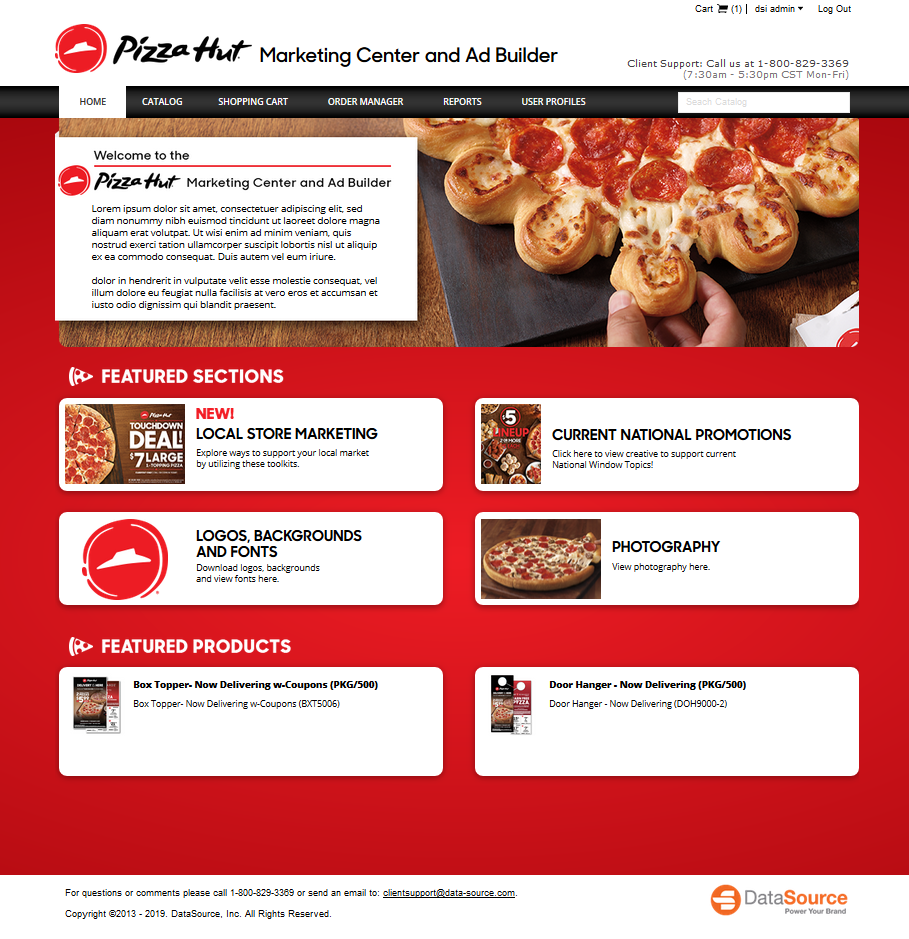 Cart (1) | dsi admin Log Out
Pizza Hut Marketing Center and Ad Builder
Client Support: Call us at 1-800-829-3369
(7:30am - 5:30pm CST Mon-Fri)
HOME CATALOG SHOPPING CART ORDER MANAGER REPORTS USER PROFILES Seach Catalog
Welcome to the
Pizza Hut Marketing Center and Ad Builder
Lorem ipsum dolor sit amet, consectetuer adipiscing elit, sed
diam nonummy nibh euismod tincidunt ut laoreet dolore magna
aliquam erat volutpat. Ut wisi enim ad minim veniam, quis
nostrud exerci tation ullamcorper suscipit lobortis nisl ut aliquip
ex ea commodo consequat. Duis autem vel eum iriure.
dolor in hendrerit in vulputate velit esse molestie consequat, vel
illum dolore eu feugiat nulla facilisis at vero eros et accumsan et
iusto odio dignissim qui blandit praesent.
FEATURED SECTIONS
Pizza Hut
TOUCHDOWN
DEAL!
$7 LARGE
1-TOPPING PIZZA
NEW!
LOCAL STORE MARKETING
Explore ways to support your local market
by utilizing these toolkits.
$5
LINEUP
2 OR MORE
CURRENT NATIONAL PROMOTIONS
Click here to view creative to support current
National Window Topics!
LOGOS, BACKGROUNDS
AND FONTS
Download logos, backgrounds
and view fonts here.
PHOTOGRAPHY
View photography here.
FEATURED PRODUCTS
Box Topper- Now Delivering w-Coupons (PKG/500)
Box Topper- Now Delivering w-Coupons (BXT5006)
Door Hanger - Now Delivering (PKG/500)
Door Hanger - Now Delivering (DOH9000-2)
For questions or comments please call 1-800-829-3369 or send an email to: clientsupport@data-source.com.
Copyright ©2013 - 2019. DataSource, Inc. All Rights Reserved.
DataSource
Power Your Brand